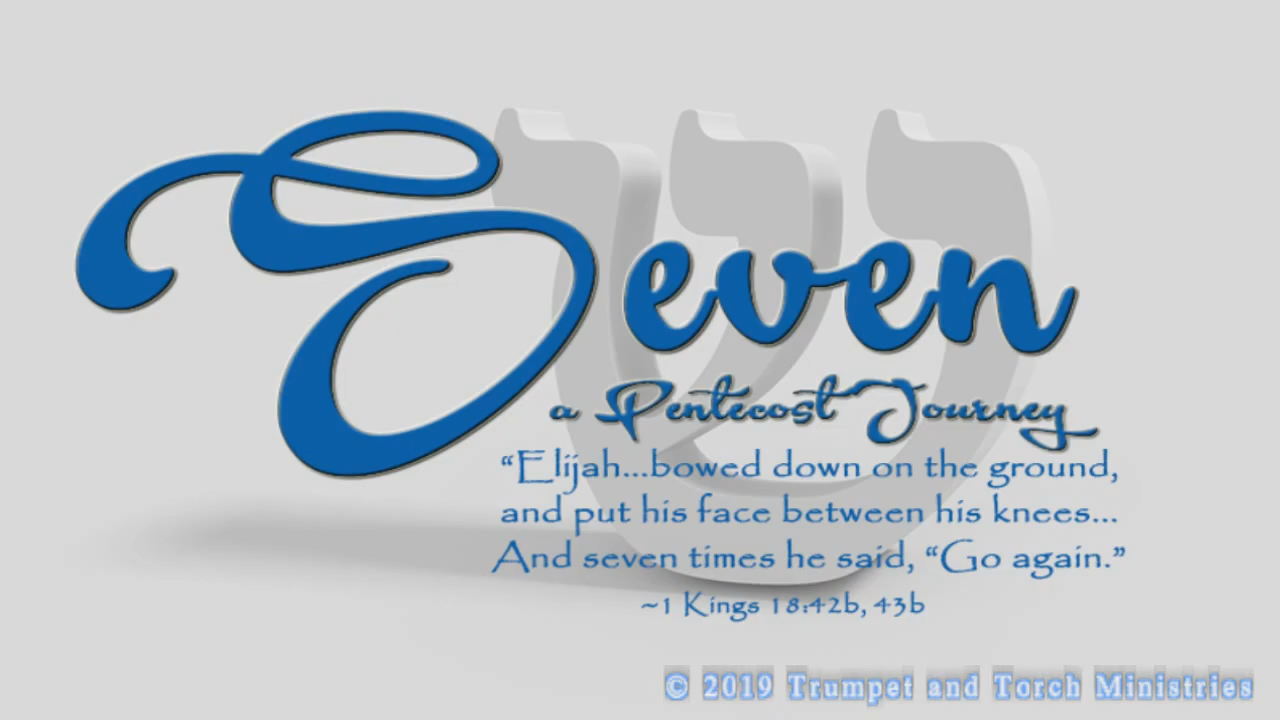 ש
Seven
a Pentecost Journey
“Elijah...bowed down on the ground,
and put his face between his knees...
And seven times he said, “Go again.”
~1 Kings 18:42b, 43b
© 2019 Trumpet and Torch Ministries